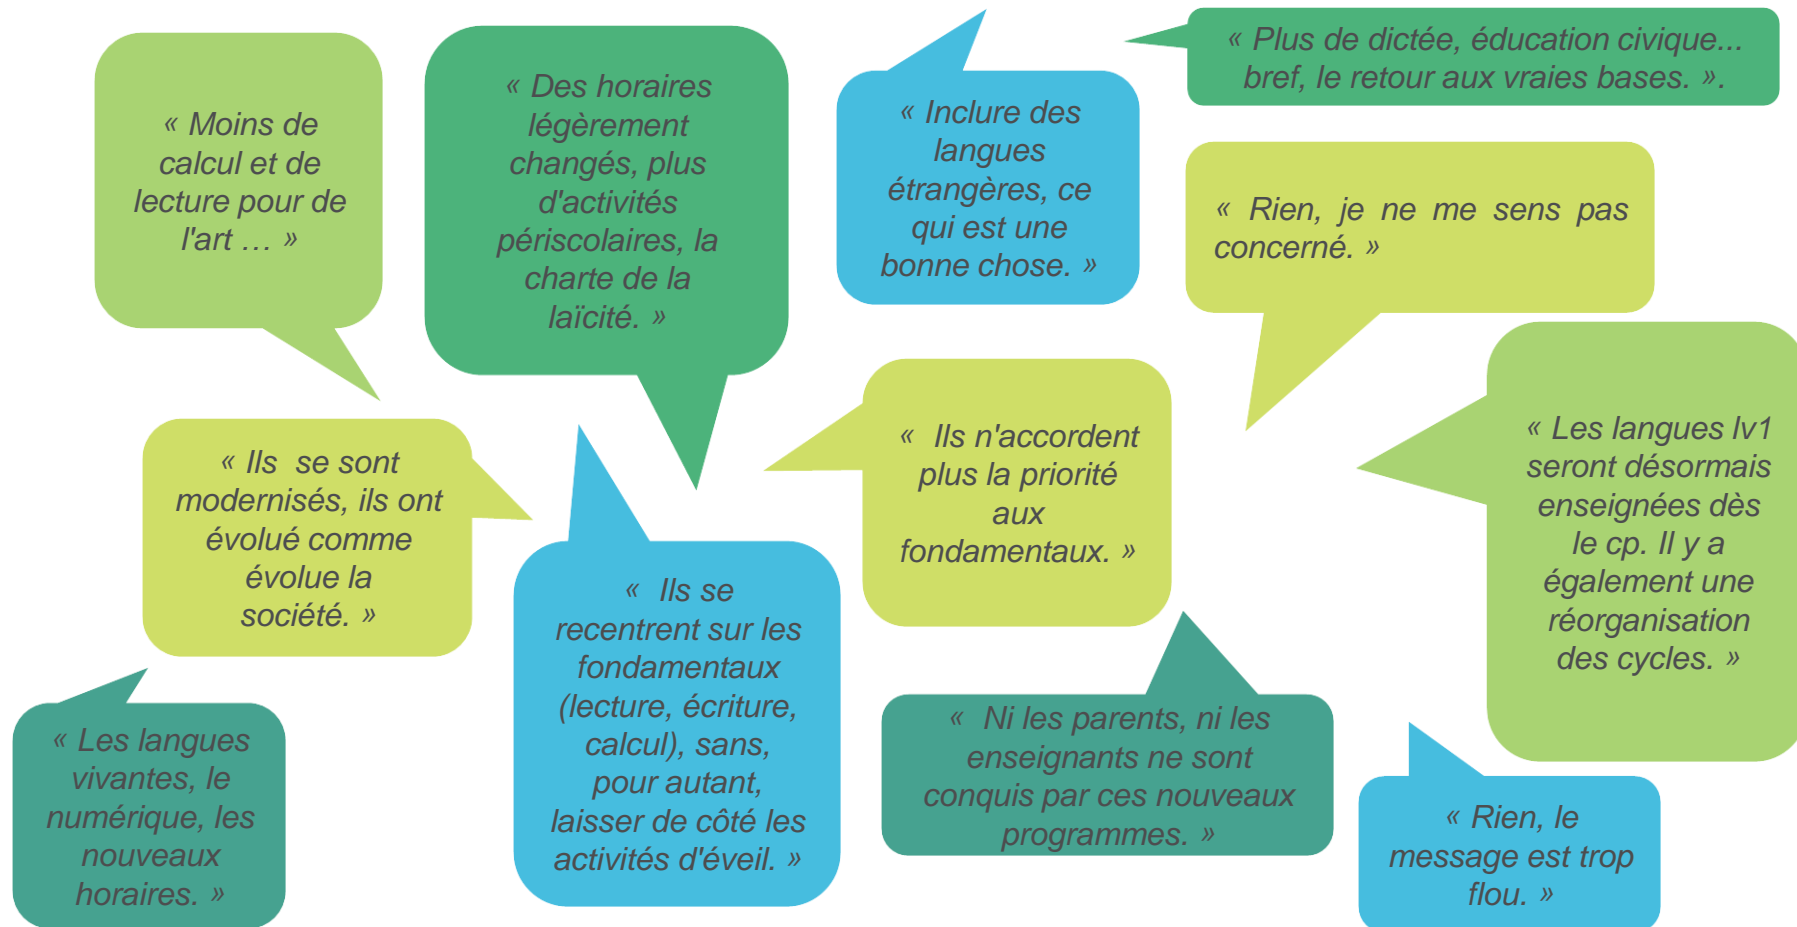 « Moins de
calcul et de
lecture pour de
l'art … »
« Des horaires
légèrement
changés, plus
d'activités
périscolaires, la
charte de la
laïcité. »
« Inclure des
langues
étrangères, ce
qui est une
bonne chose. »
« Plus de dictée, éducation civique...
bref, le retour aux vraies bases. ».
« Rien, je ne me sens pas
concerné. »
« Ils se sont
modernisés, ils ont
évolué comme
évolue la
société. »
« Ils se
recentrent sur les
fondamentaux
(lecture, écriture,
calcul), sans,
pour autant,
laisser de côté les
activités d'éveil. »
« Ils n'accordent
plus la priorité
aux
fondamentaux. »
« Les langues lv1
seront désormais
enseignées dès
le cp. Il y a
également une
réorganisation
des cycles. »
« Les langues
vivantes, le
numérique, les
nouveaux
horaires. »
« Ni les parents, ni les
enseignants ne sont
conquis par ces nouveaux
programmes. »
« Rien, le
message est trop
flou. »